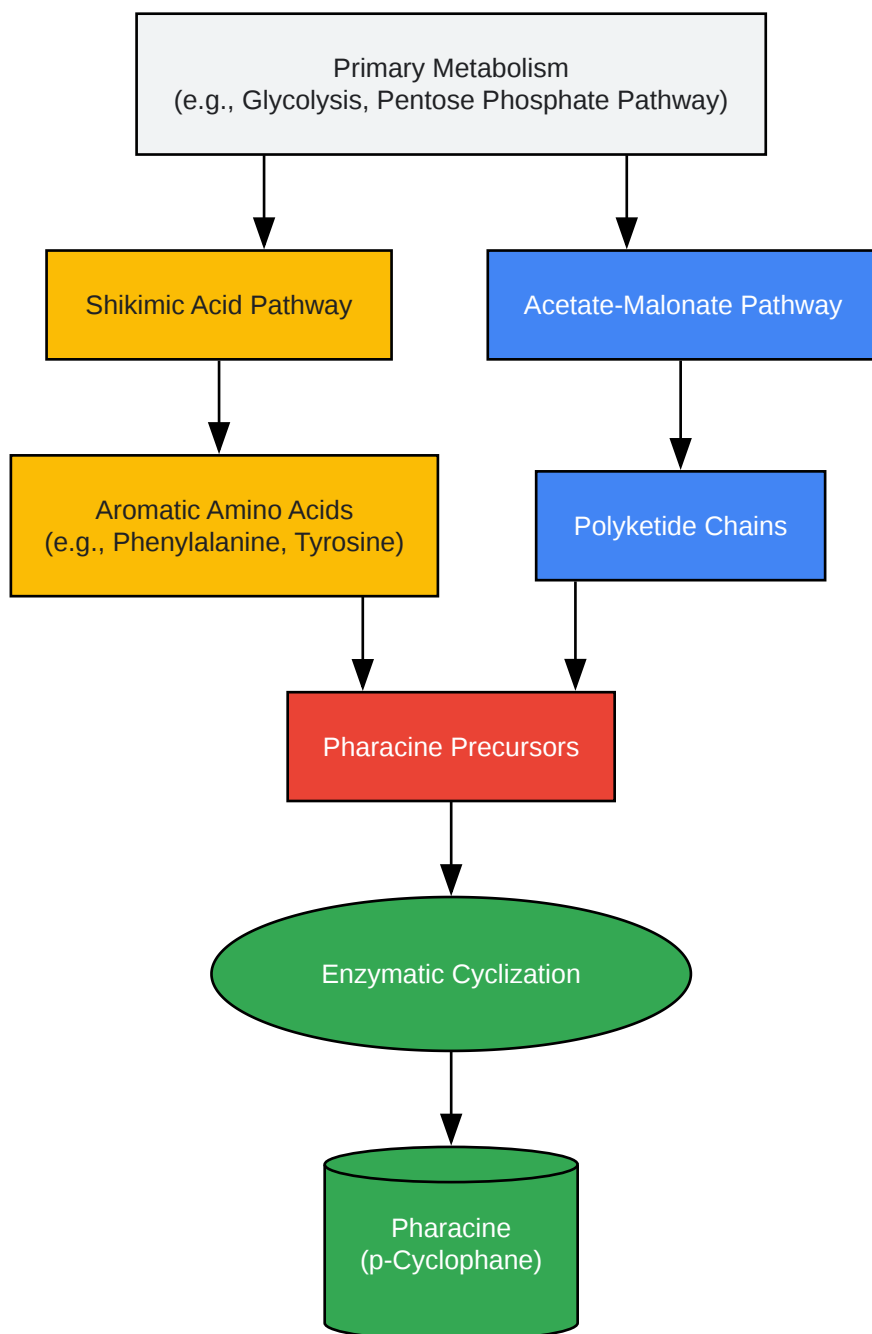 Primary Metabolism
(e.g., Glycolysis, Pentose Phosphate Pathway)
Shikimic Acid Pathway
Acetate-Malonate Pathway
Aromatic Amino Acids
(e.g., Phenylalanine, Tyrosine)
Polyketide Chains
Pharacine Precursors
Enzymatic Cyclization
Pharacine
(p-Cyclophane)